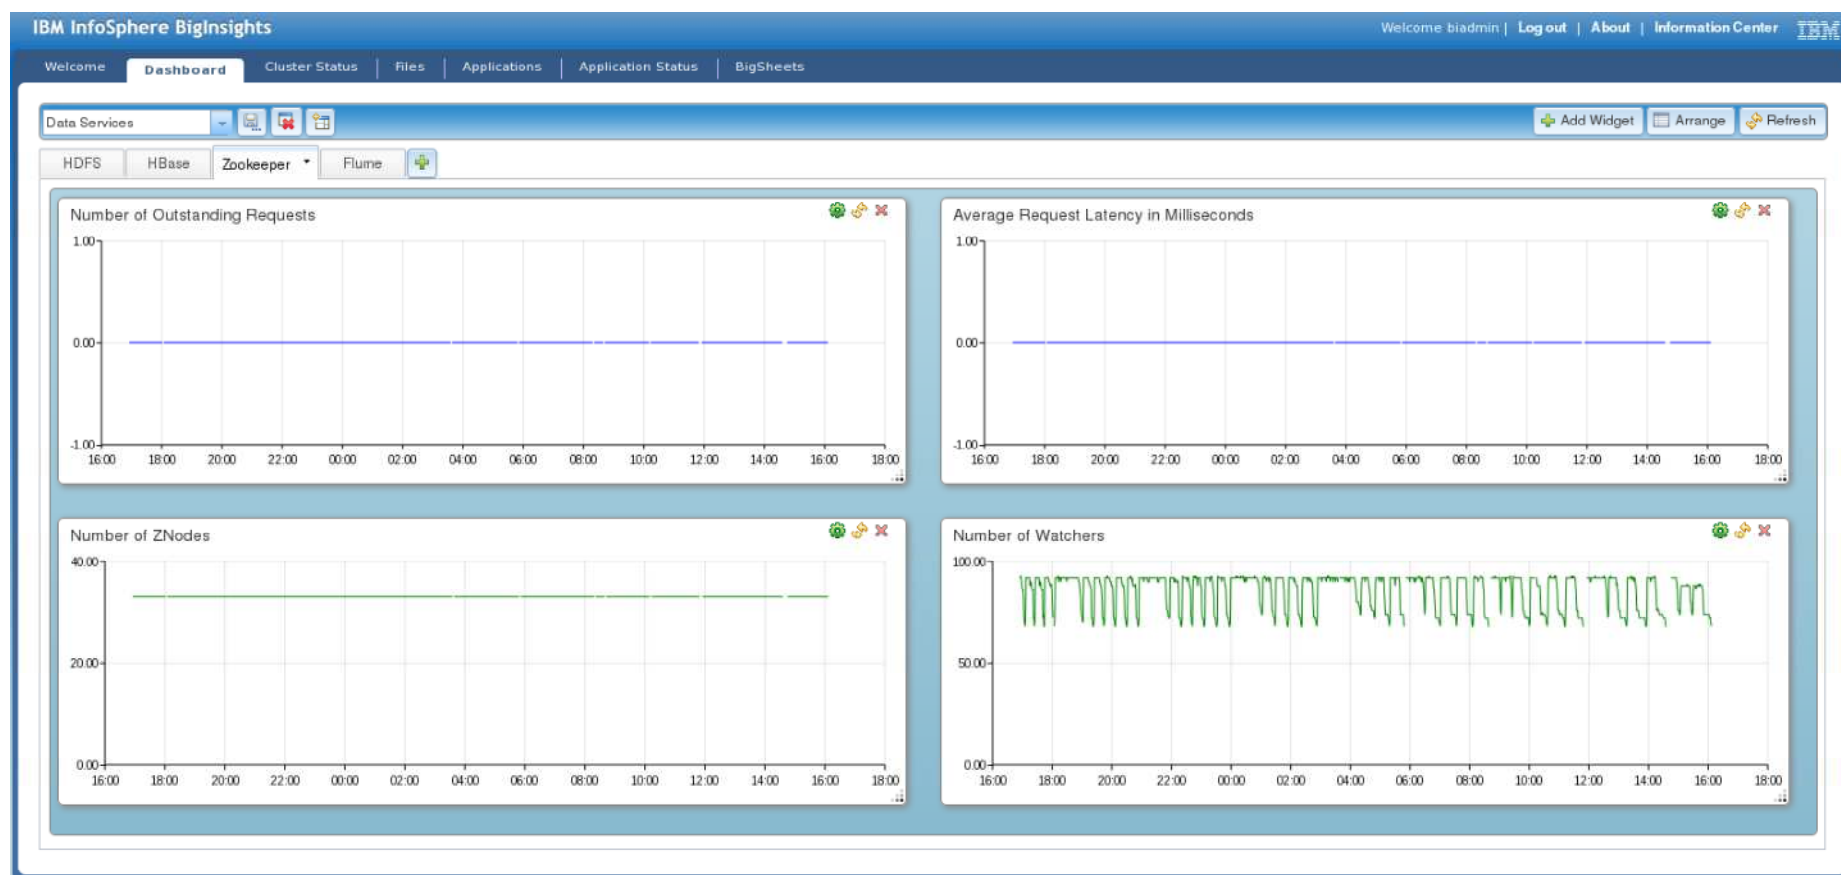 IBM InfoSphere BigInsights
Welcome biadmin | Log out | About | Information Center IBM
Welcome Dashboard Cluster Status Files Applications Application Status BigSheets
Data Services Add Widget Arrange Refresh
HDFS HBase Zookeeper Flume
Number of Outstanding Requests
1.00
0.00
-1.00
16:00 18:00 20:00 22:00 00:00 02:00 04:00 06:00 08:00 10:00 12:00 14:00 16:00 18:00
Average Request Latency in Milliseconds
1.00
0.00
-1.00
16:00 18:00 20:00 22:00 00:00 02:00 04:00 06:00 08:00 10:00 12:00 14:00 16:00 18:00
Number of ZNodes
40.00
20.00
0.00
16:00 18:00 20:00 22:00 00:00 02:00 04:00 06:00 08:00 10:00 12:00 14:00 16:00 18:00
Number of Watchers
100.00
50.00
0.00
16:00 18:00 20:00 22:00 00:00 02:00 04:00 06:00 08:00 10:00 12:00 14:00 16:00 18:00